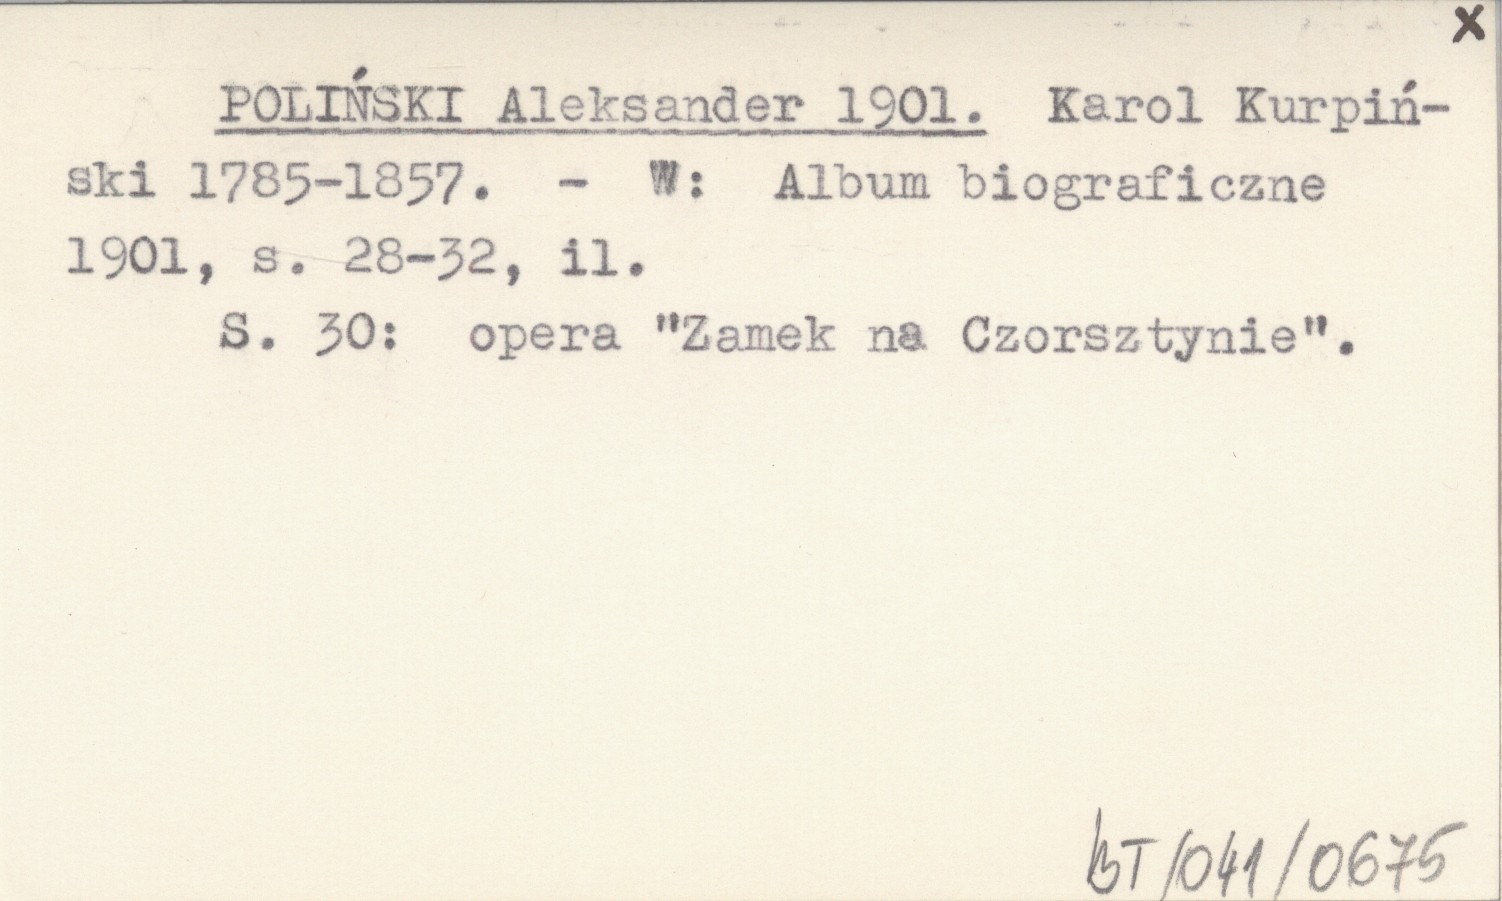 x
POLIŃSKI Aleksander 1901. Karol Kurpiń-
ski 1785-1857. - W: Album biograficzne
1901, s. 28-32, il.
S. 30: opera "Zamek na Czorsztynie".
BT/041/0675